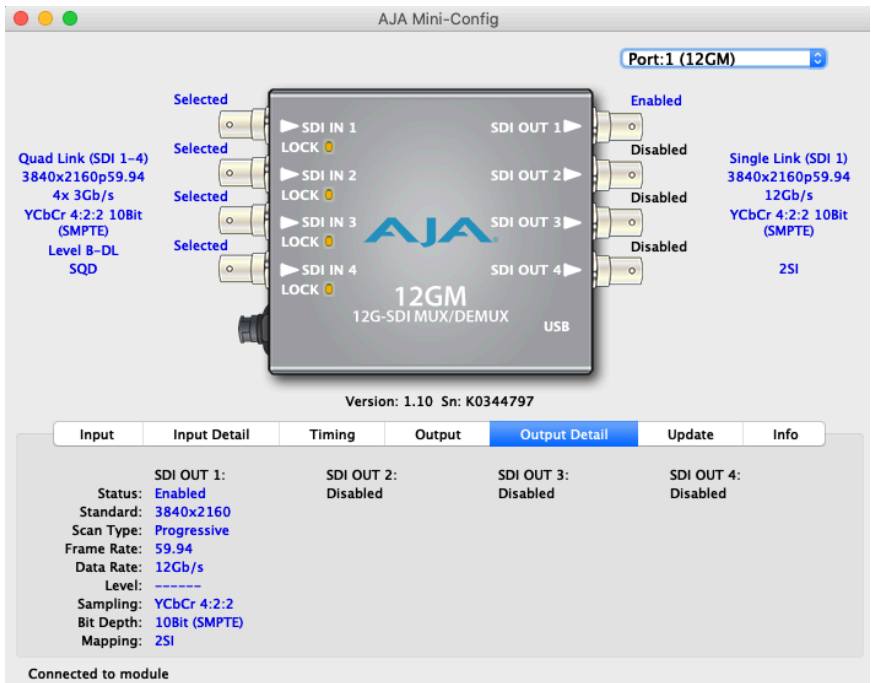 AJA Mini-Config
Port:1 (12GM)
Selected
Enabled
SDI IN 1
SDI OUT 1
LOCK
Disabled
Selected
Quad Link (SDI 1-4)
3840x2160p59.94
4x 3Gb/s
YCbCr 4:2:2 10Bit
(SMPTE)
Level B-DL
SQD
SDI IN 2
SDI OUT 2
LOCK
Single Link (SDI 1)
3840x2160p59.94
12Gb/s
YCbCr 4:2:2 10Bit
(SMPTE)
2SI
Selected
Disabled
SDI IN 3
AJA
SDI OUT 3
LOCK
Selected
Disabled
SDI IN 4
SDI OUT 4
LOCK
12GM
12G-SDI MUX/DEMUX
USB
Version: 1.10 Sn: K0344797
Input Input Detail Timing Output Output Detail Update Info
SDI OUT 1: SDI OUT 2: SDI OUT 3: SDI OUT 4:
Status: Enabled Disabled Disabled Disabled
Standard: 3840x2160
Scan Type: Progressive
Frame Rate: 59.94
Data Rate: 12Gb/s
Level: ------
Sampling: YCbCr 4:2:2
Bit Depth: 10Bit (SMPTE)
Mapping: 2SI
Connected to module